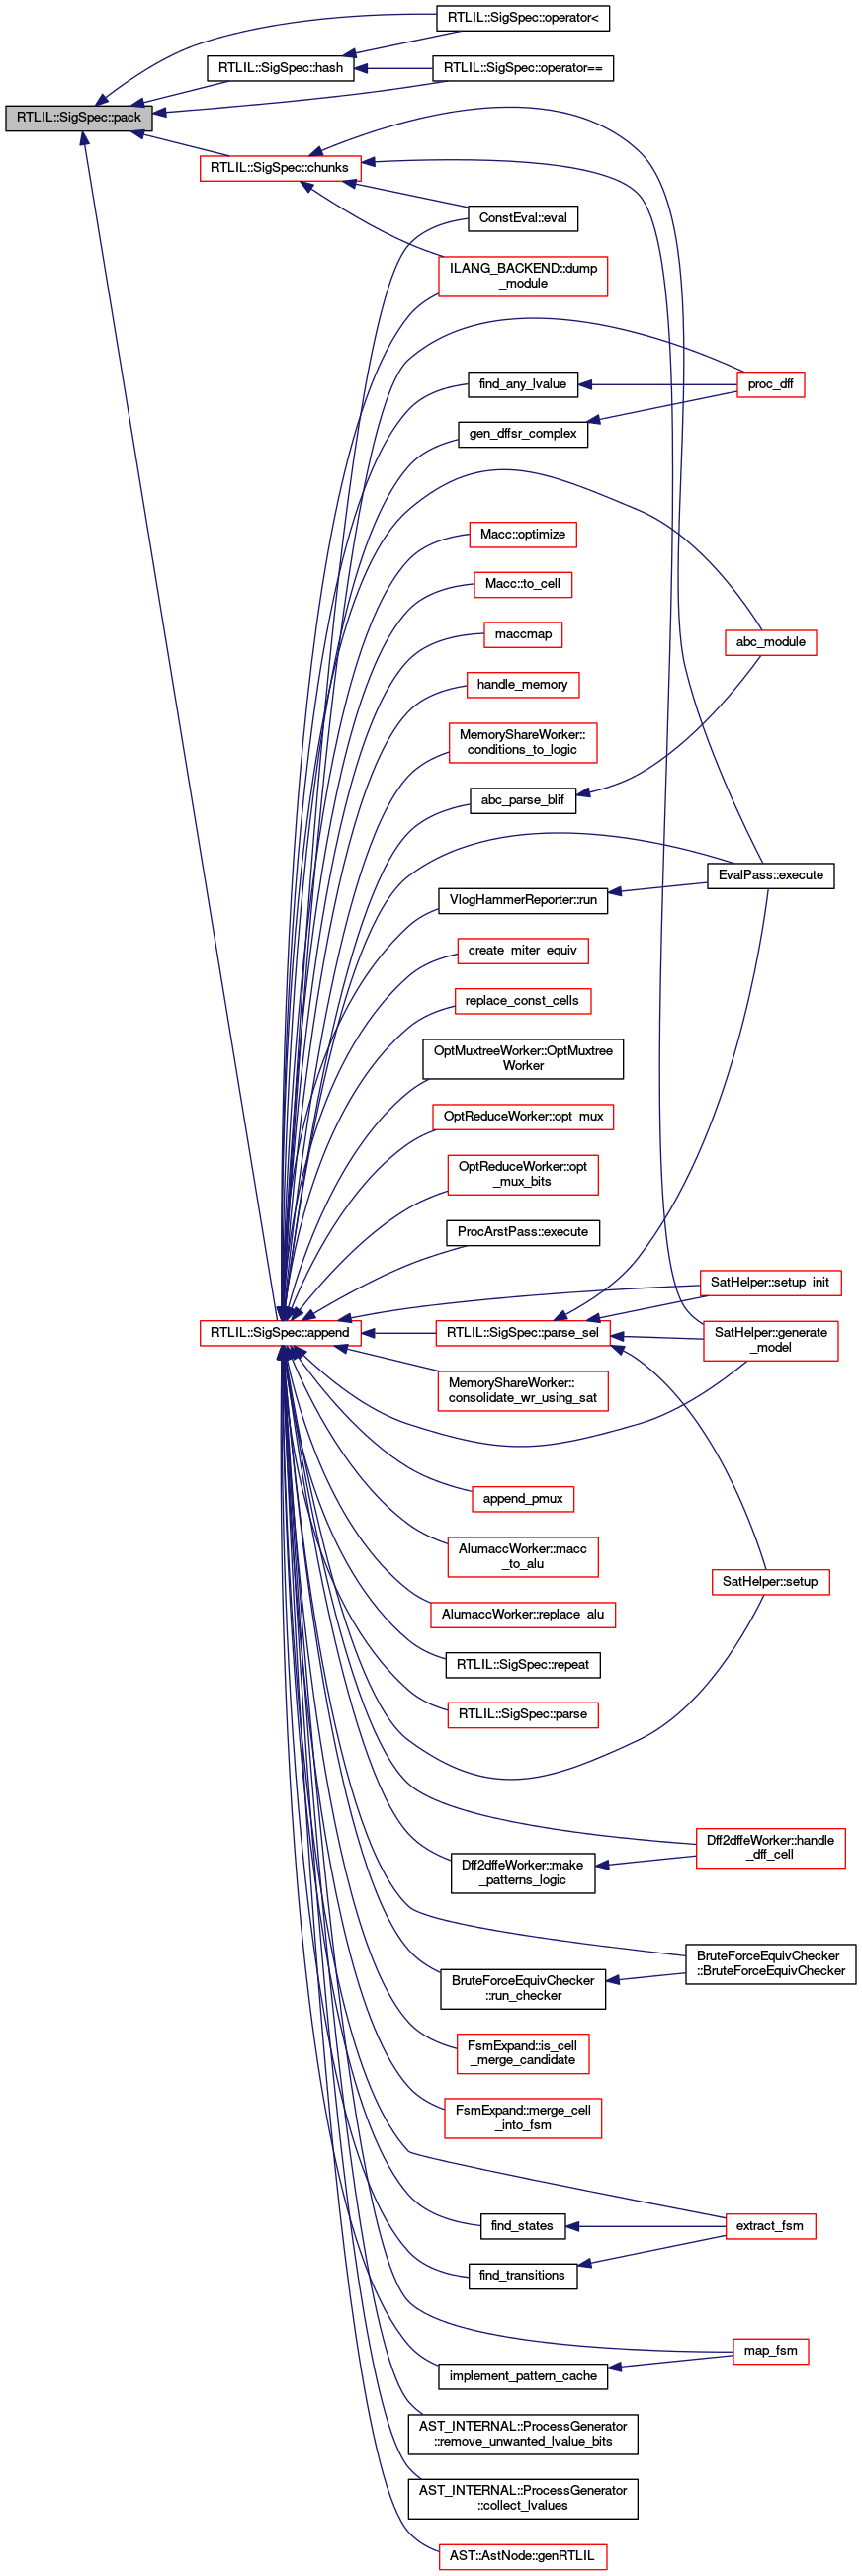 RTLIL::SigSpec::operator<
RTLIL::SigSpec::hash
RTLIL::SigSpec::operator==
RTLIL::SigSpec::pack
RTLIL::SigSpec::chunks
ConstEval::eval
ILANG_BACKEND::dump
_module
find_any_lvalue
proc_dff
gen_dffsr_complex
Macc::optimize
Macc::to_cell
maccmap
abc_module
handle_memory
MemoryShareWorker::
conditions_to_logic
abc_parse_blif
EvalPass::execute
VlogHammerReporter::run
create_miter_equiv
replace_const_cells
OptMuxtreeWorker::OptMuxtree
Worker
OptReduceWorker::opt_mux
OptReduceWorker::opt
_mux_bits
ProcArstPass::execute
SatHelper::setup_init
RTLIL::SigSpec::append
RTLIL::SigSpec::parse_sel
SatHelper::generate
_model
MemoryShareWorker::
consolidate_wr_using_sat
append_pmux
AlumaccWorker::macc
_to_alu
SatHelper::setup
AlumaccWorker::replace_alu
RTLIL::SigSpec::repeat
RTLIL::SigSpec::parse
Dff2dffeWorker::handle
_dff_cell
Dff2dffeWorker::make
_patterns_logic
BruteForceEquivChecker
::BruteForceEquivChecker
BruteForceEquivChecker
::run_checker
FsmExpand::is_cell
_merge_candidate
FsmExpand::merge_cell
_into_fsm
find_states
extract_fsm
find_transitions
map_fsm
implement_pattern_cache
AST_INTERNAL::ProcessGenerator
::remove_unwanted_lvalue_bits
AST_INTERNAL::ProcessGenerator
::collect_lvalues
AST::AstNode::genRTLIL